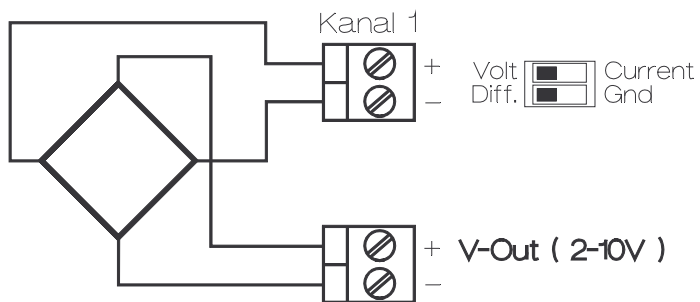 Kanal 1
+
−
Volt Current
Diff. Gnd
+ V-Out ( 2-10V )
−